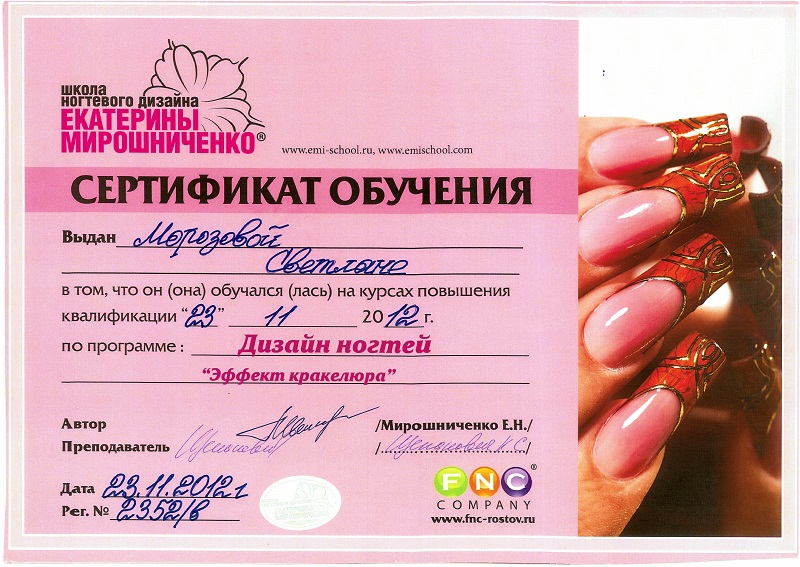 школа
ногтевого дизайна
ЕКАТЕРИНЫ
МИРОШНИЧЕНКО®
www.emi-school.ru, www.emischool.com
СЕРТИФИКАТ ОБУЧЕНИЯ
Выдан Морозовой
Светлане
в том, что он (она) обучался (лась) на курсах повышения
квалификации “23” 11 2012 г.
по программе : Дизайн ногтей
“Эффект кракелюра”
Автор /Мирошниченко Е.Н./
Преподаватель
Дата 23.11.2012г
Рег. № 2352/в
FNC®
COMPANY
www.fnc-rostov.ru